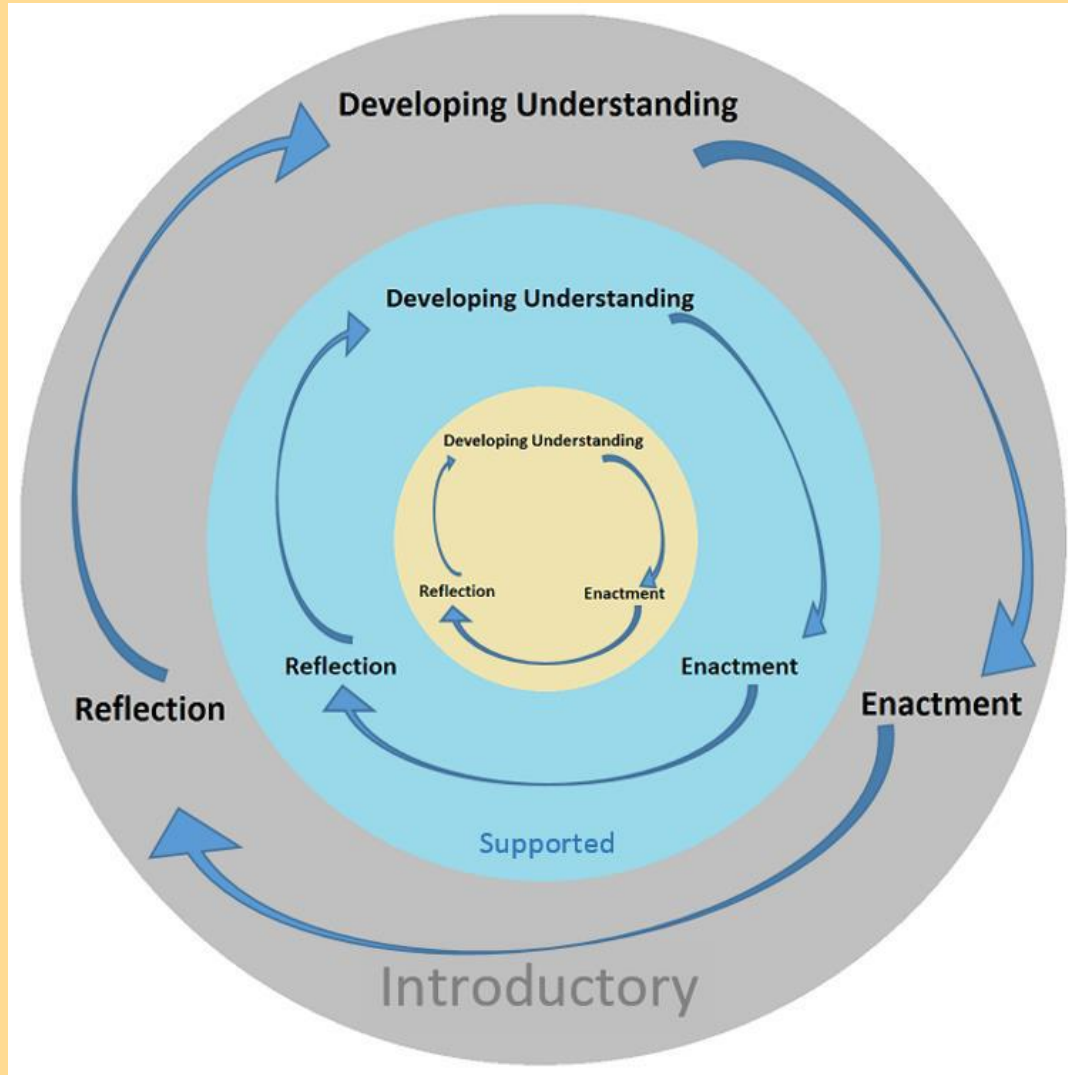 Developing Understanding
Developing Understanding
Developing Understanding
Reflection
Enactment
Reflection
Enactment
Reflection
Enactment
Supported
Introductory